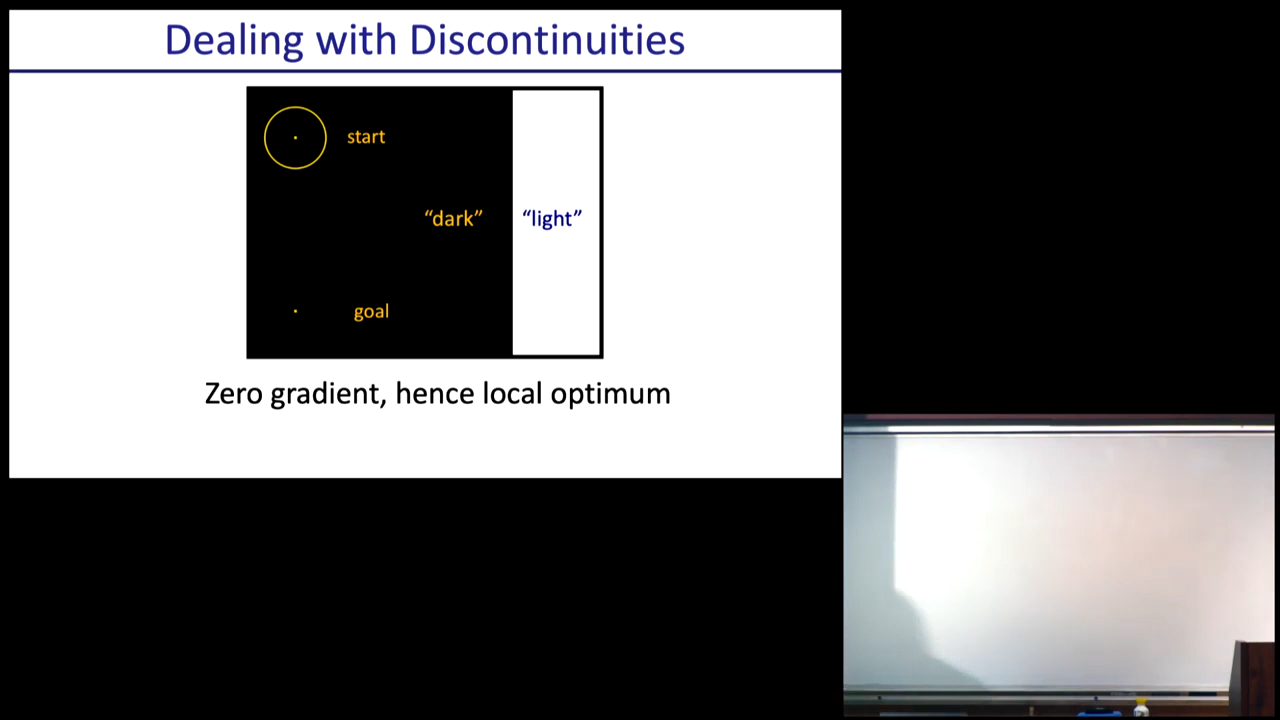 Dealing with Discontinuities
start
“dark” “light”
goal
Zero gradient, hence local optimum